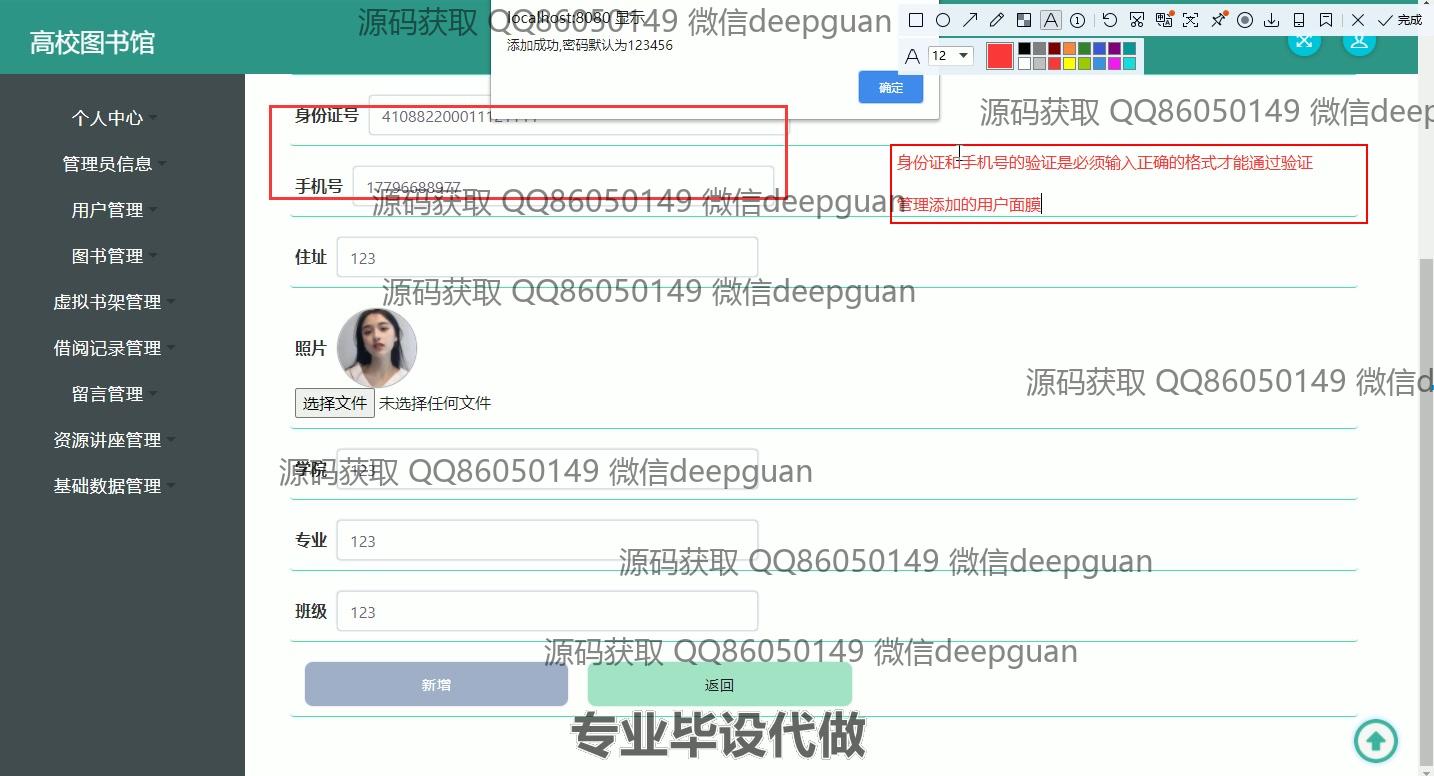 localhost:8080 显示
源码获取 QQ86050149 微信deepguan
12
完成
高校图书馆
添加成功,密码默认为123456
确定
个人中心
管理员信息
用户管理
图书管理
虚拟书架管理
借阅记录管理
留言管理
资源讲座管理
基础数据管理
身份证号
源码获取 QQ86050149 微信deep
身份证和手机号的验证是必须输入正确的格式才能通过验证
手机号 17796688977
源码获取 QQ86050149 微信deepguan
管理添加的用户面膜
住址 123
源码获取 QQ86050149 微信deepguan
照片
源码获取 QQ86050149 微信d
选择文件 未选择任何文件
学院 123
源码获取 QQ86050149 微信deepguan
专业 123
源码获取 QQ86050149 微信deepguan
班级 123
源码获取 QQ86050149 微信deepguan
新增 返回
专业毕设代做